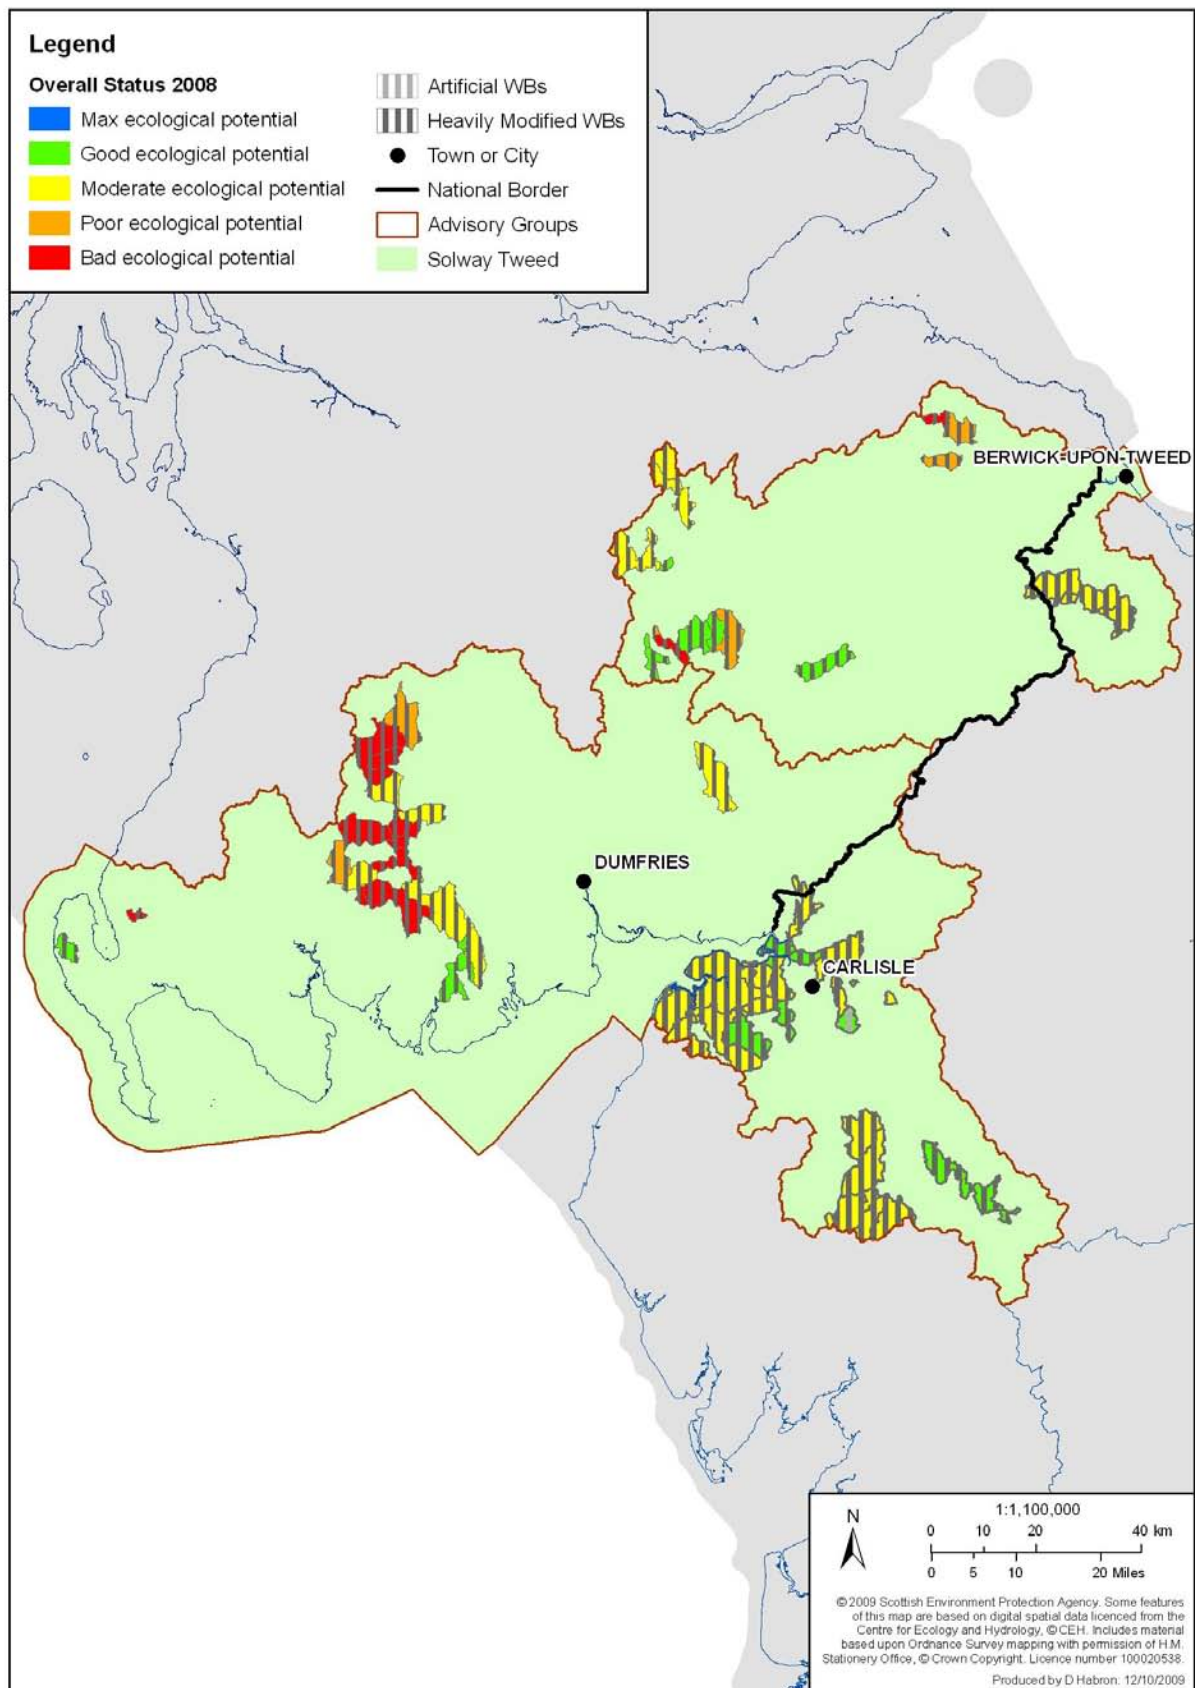 Legend
Overall Status 2008
Max ecological potential
Good ecological potential
Moderate ecological potential
Poor ecological potential
Bad ecological potential
Artificial WBs
Heavily Modified WBs
Town or City
National Border
Advisory Groups
Solway Tweed
BERWICK-UPON-TWEED
DUMFRIES
CARLISLE
N
1:1,100,000
0 10 20 40 km
0 5 10 20 Miles
© 2009 Scottish Environment Protection Agency. Some features
of this map are based on digital spatial data licenced from the
Centre for Ecology and Hydrology, © CEH. Includes material
based upon Ordnance Survey mapping with permission of H.M.
Stationery Office, © Crown Copyright. Licence number 100020538.
Produced by D Habron: 12/10/2009